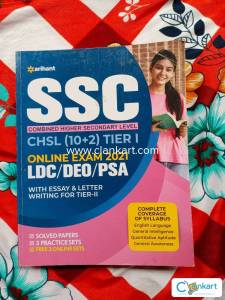 arihant
SSC
COMBINED HIGHER SECONDARY LEVEL
CHSL (10+2) TIER I
www.clankart.com
ONLINE EXAM 2021
LDC/DEO/PSA
WITH ESSAY & LETTER
WRITING FOR TIER-II
COMPLETE
COVERAGE OF
SYLLABUS
English Language
General Intelligence
Quantitative Aptitude
General Awareness
SOLVED PAPERS
3 PRACTICE SETS
FREE 3 ONLINE SETS
Clankart